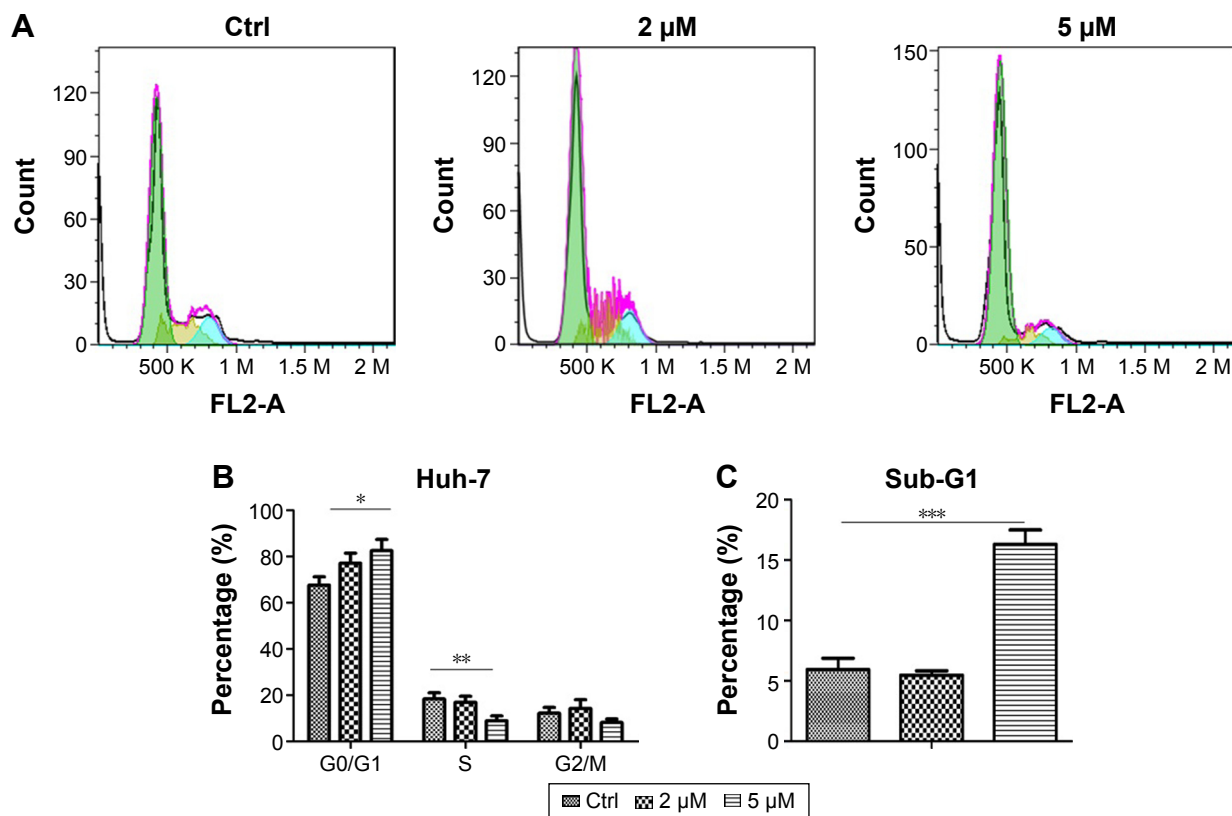 A
Ctrl
2 µM
5 µM
Count
120
90
60
30
0
500 K 1 M 1.5 M 2 M
FL2-A
Count
120
90
60
30
0
500 K 1 M 1.5 M 2 M
FL2-A
Count
150
100
50
0
500 K 1 M 1.5 M 2 M
FL2-A
B
Huh-7
Percentage (%)
100
80
60
40
20
0
*
**
G0/G1 S G2/M
C
Sub-G1
Percentage (%)
20
15
10
5
0
***
Ctrl 2 µM 5 µM